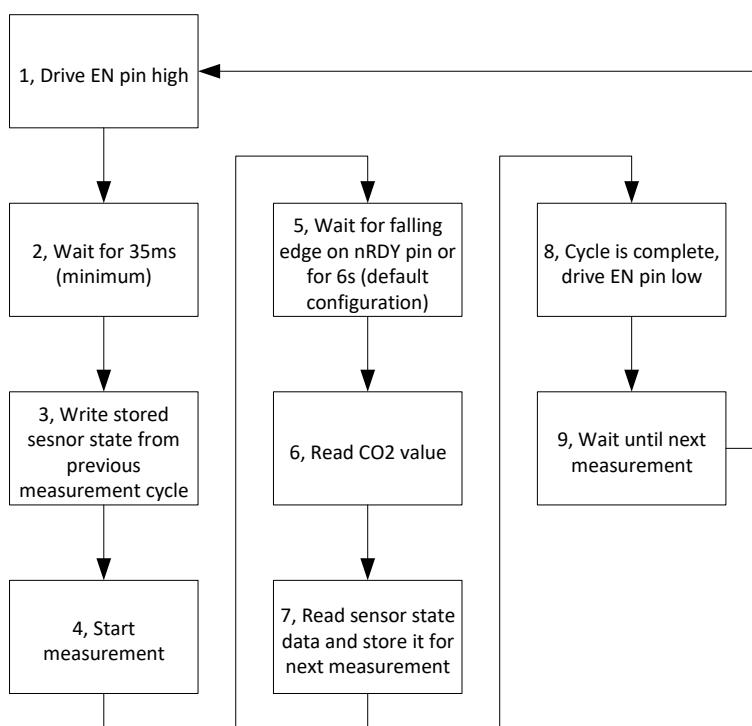 1, Drive EN pin high
2, Wait for 35ms
(minimum)
3, Write stored
sesnor state from
previous
measurement cycle
4, Start
measurement
5, Wait for falling
edge on nRDY pin or
for 6s (default
configuration)
6, Read CO2 value
7, Read sensor state
data and store it for
next measurement
8, Cycle is complete,
drive EN pin low
9, Wait until next
measurement